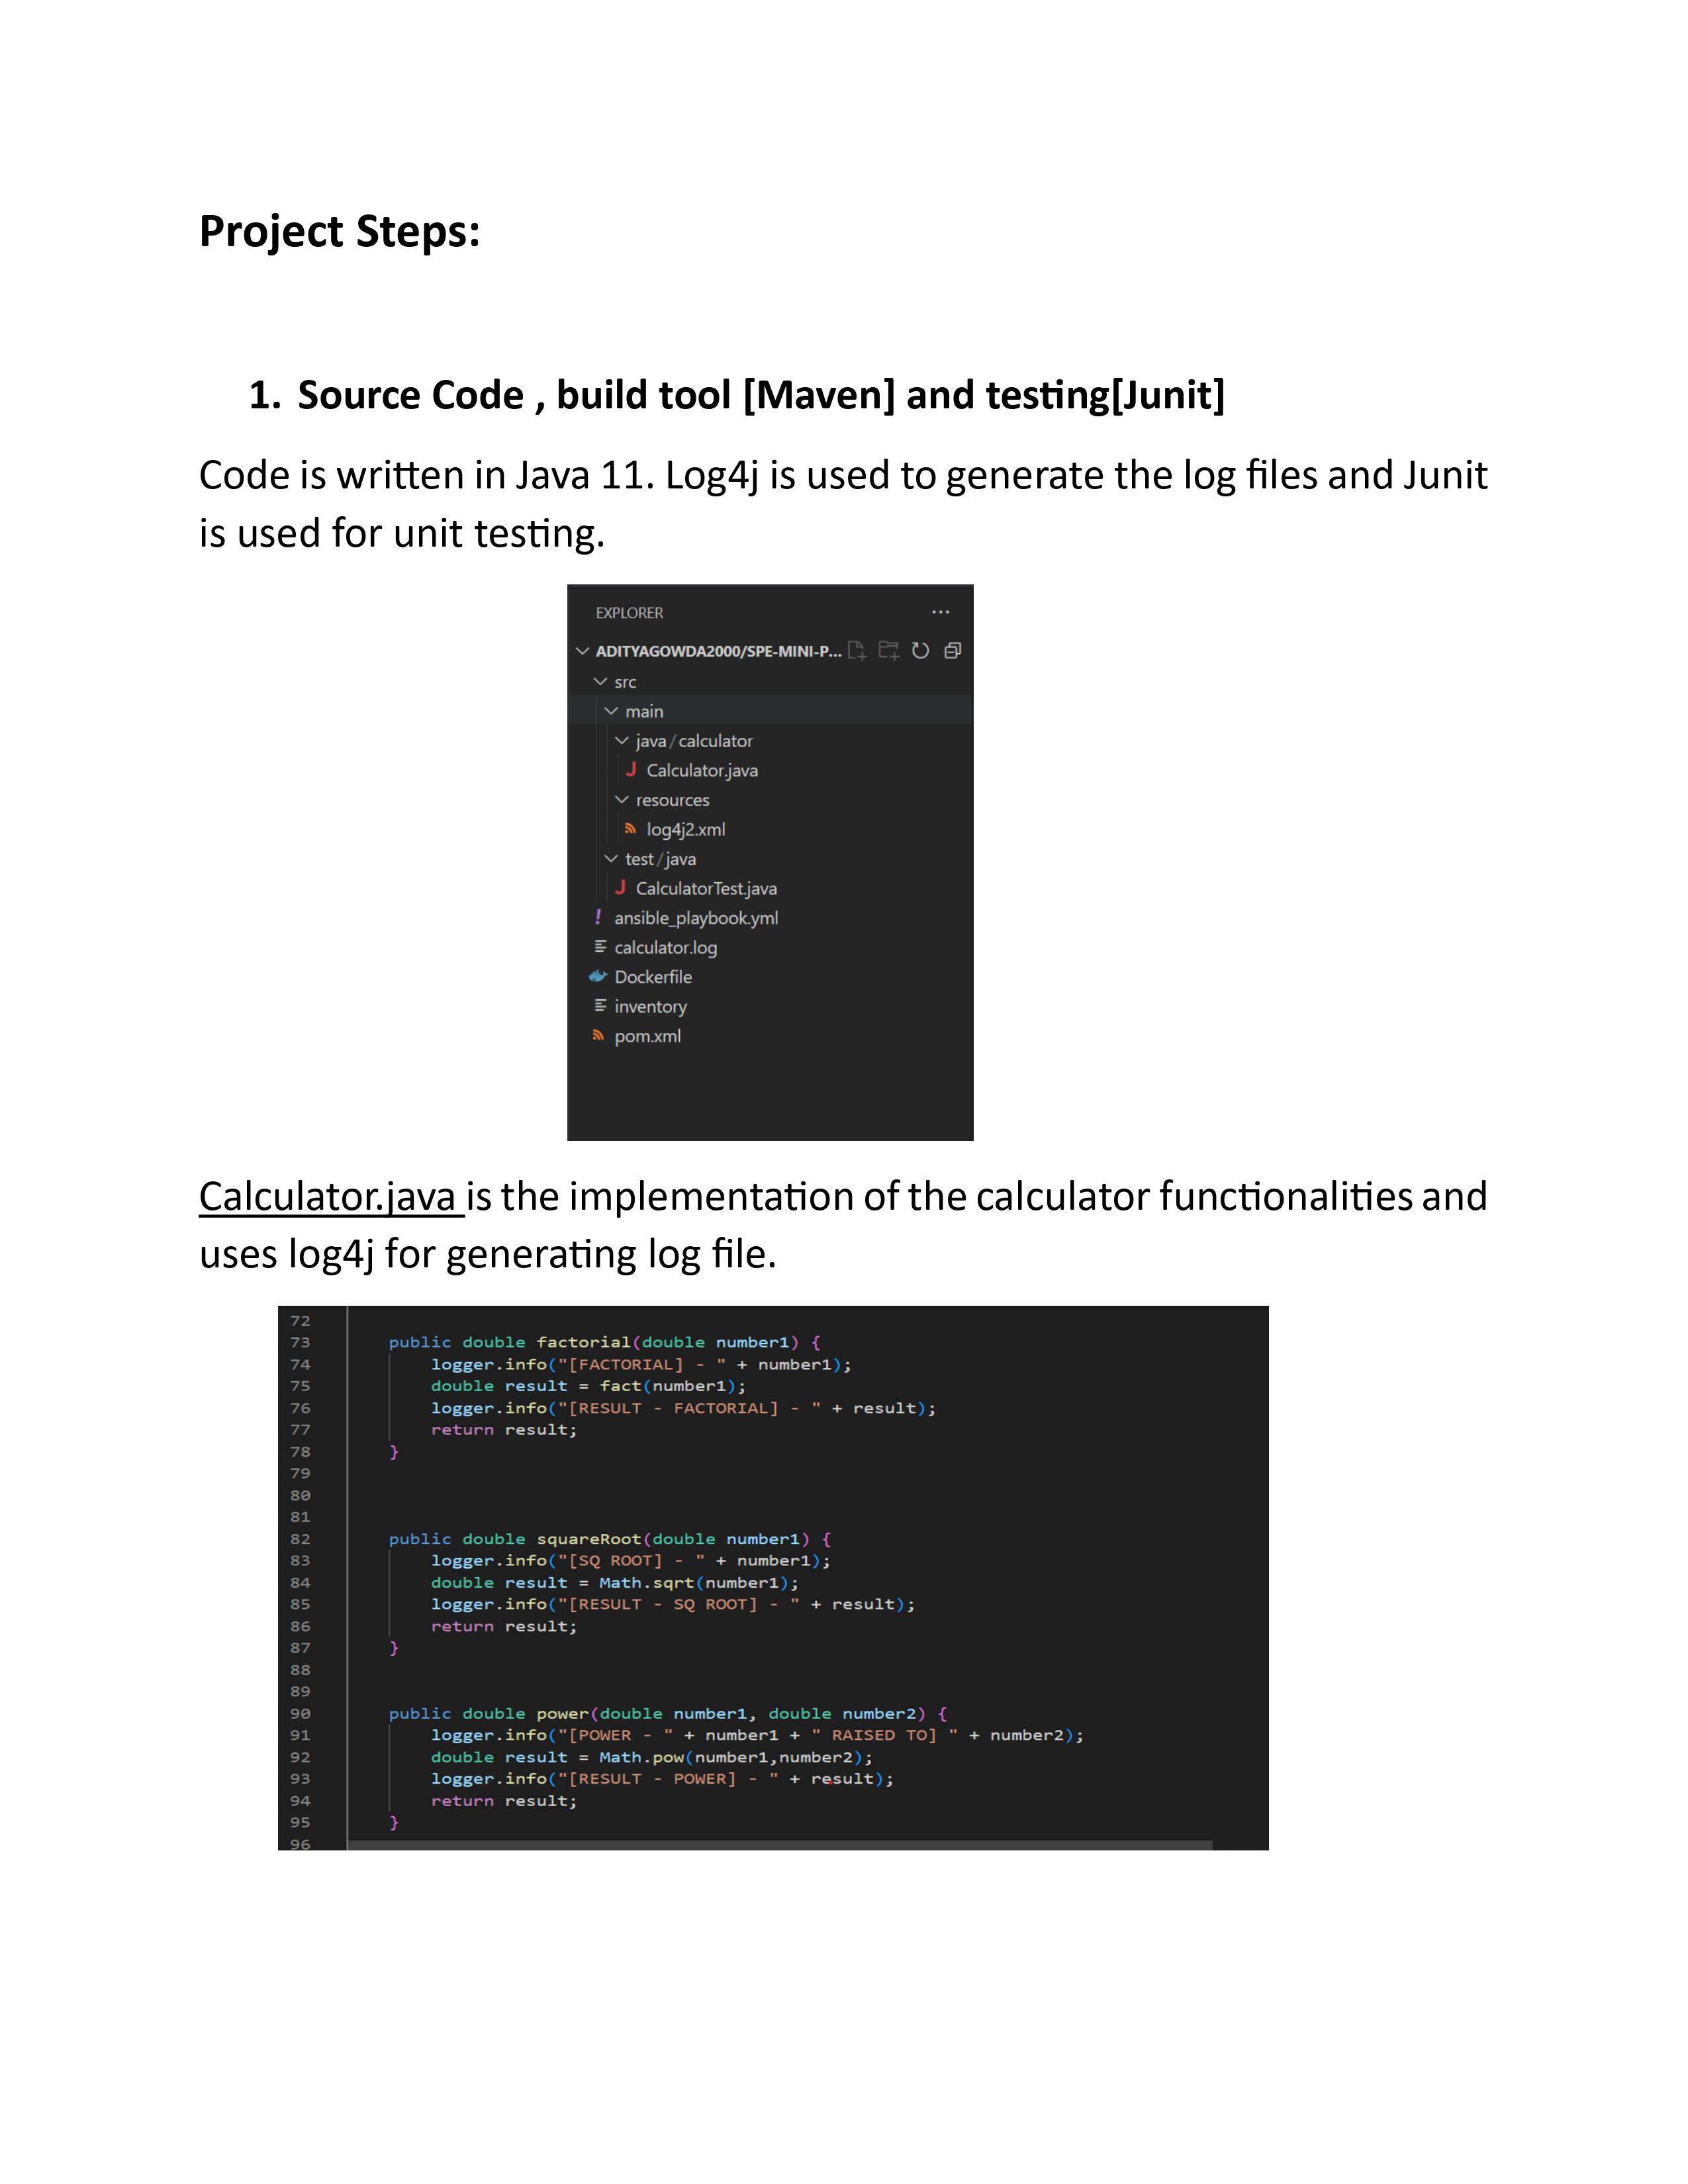 Project Steps:
1. Source Code , build tool [Maven] and testing[Junit]
Code is written in Java 11. Log4j is used to generate the log files and Junit
is used for unit testing.
EXPLORER ...
ADITYAGOWDA2000/SPE-MINI-P...
src
main
java/calculator
J Calculator.java
resources
log4j2.xml
test/java
J CalculatorTest.java
! ansible_playbook.yml
calculator.log
Dockerfile
inventory
pom.xml
Calculator.java is the implementation of the calculator functionalities and
uses log4j for generating log file.
72
73 public double factorial(double number1) {
74 logger.info("[FACTORIAL] - " + number1);
75 double result = fact(number1);
76 logger.info("[RESULT - FACTORIAL] - " + result);
77 return result;
78 }
79
80
81
82 public double squareRoot(double number1) {
83 logger.info("[SQ ROOT] - " + number1);
84 double result = Math.sqrt(number1);
85 logger.info("[RESULT - SQ ROOT] - " + result);
86 return result;
87 }
88
89
90 public double power(double number1, double number2) {
91 logger.info("[POWER - " + number1 + " RAISED TO] " + number2);
92 double result = Math.pow(number1,number2);
93 logger.info("[RESULT - POWER] - " + result);
94 return result;
95 }
96